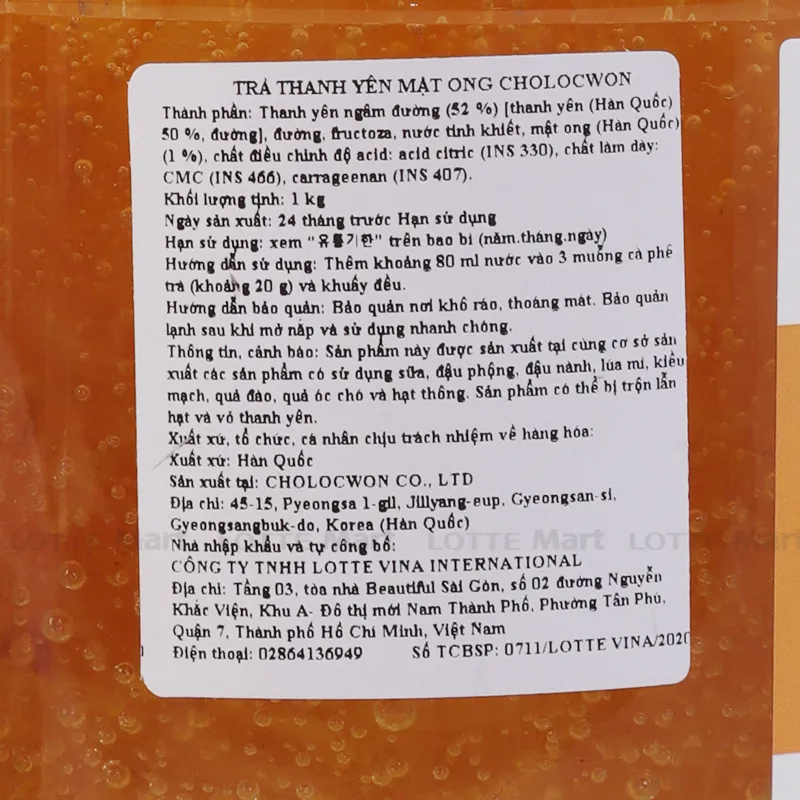 TRÀ THANH YÊN MẬT ONG CHOLOCWON
Thành phần: Thanh yên ngâm đường (52 %) [thanh yên (Hàn Quốc)
50 %, đường], đường, fructoza, nước tinh khiết, mật ong (Hàn Quốc)
(1 %), chất điều chỉnh độ acid: acid citric (INS 330), chất làm dày:
CMC (INS 466), carrageenan (INS 407).
Khối lượng tịnh: 1 kg
Ngày sản xuất: 24 tháng trước Hạn sử dụng
Hạn sử dụng: xem "유통기한" trên bao bì (năm.tháng.ngày)
Hướng dẫn sử dụng: Thêm khoảng 80 ml nước vào 3 muỗng cà phê
trà (khoảng 20 g) và khuấy đều.
Hướng dẫn bảo quản: Bảo quản nơi khô ráo, thoáng mát. Bảo quản
lạnh sau khi mở nắp và sử dụng nhanh chóng.
Thông tin, cảnh báo: Sản phẩm này được sản xuất tại cùng cơ sở sản
xuất các sản phẩm có sử dụng sữa, đậu phộng, đậu nành, lúa mì, kiều
mạch, quả đào, quả óc chó và hạt thông. Sản phẩm có thể bị trộn lẫn
hạt và vỏ thanh yên.
Xuất xứ, tổ chức, cá nhân chịu trách nhiệm về hàng hóa:
Xuất xứ: Hàn Quốc
Sản xuất tại: CHOLOCWON CO., LTD
Địa chỉ: 45-15, Pyeongsa 1-gil, Jillyang-eup, Gyeongsan-si,
Gyeongsangbuk-do, Korea (Hàn Quốc)
LOTTE Mart LOTTE Mart LOTTE Mart LOTTE Mart
Nhà nhập khẩu và tự công bố:
CÔNG TY TNHH LOTTE VINA INTERNATIONAL
Địa chỉ: Tầng 03, tòa nhà Beautiful Sài Gòn, số 02 đường Nguyễn
Khắc Viện, Khu A- Đô thị mới Nam Thành Phố, Phường Tân Phú,
Quận 7, Thành phố Hồ Chí Minh, Việt Nam
Điện thoại: 02864136949 Số TCBSP: 0711/LOTTE VINA/2020